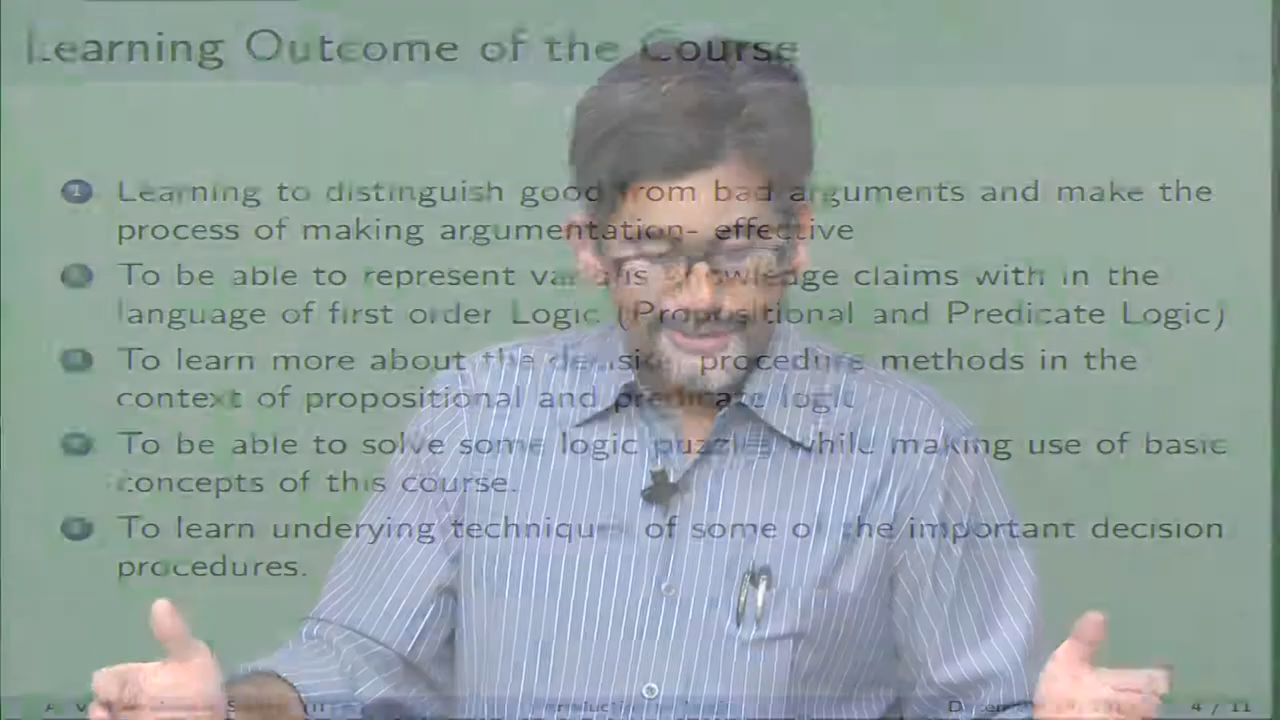 Learning Outcome of the Course
1 Learning to distinguish good from bad arguments and make the
process of making argumentation- effective
To be able to represent knowledge claims with in the
language of first order Logic (Propositional and Predicate Logic)
To learn more about the decision procedure methods in the
context of propositional and predicate logic
To be able to solve some logic puzzles while making use of basic
concepts of this course.
To learn underying techniques of some of the important decision
procedures.
4 / 11